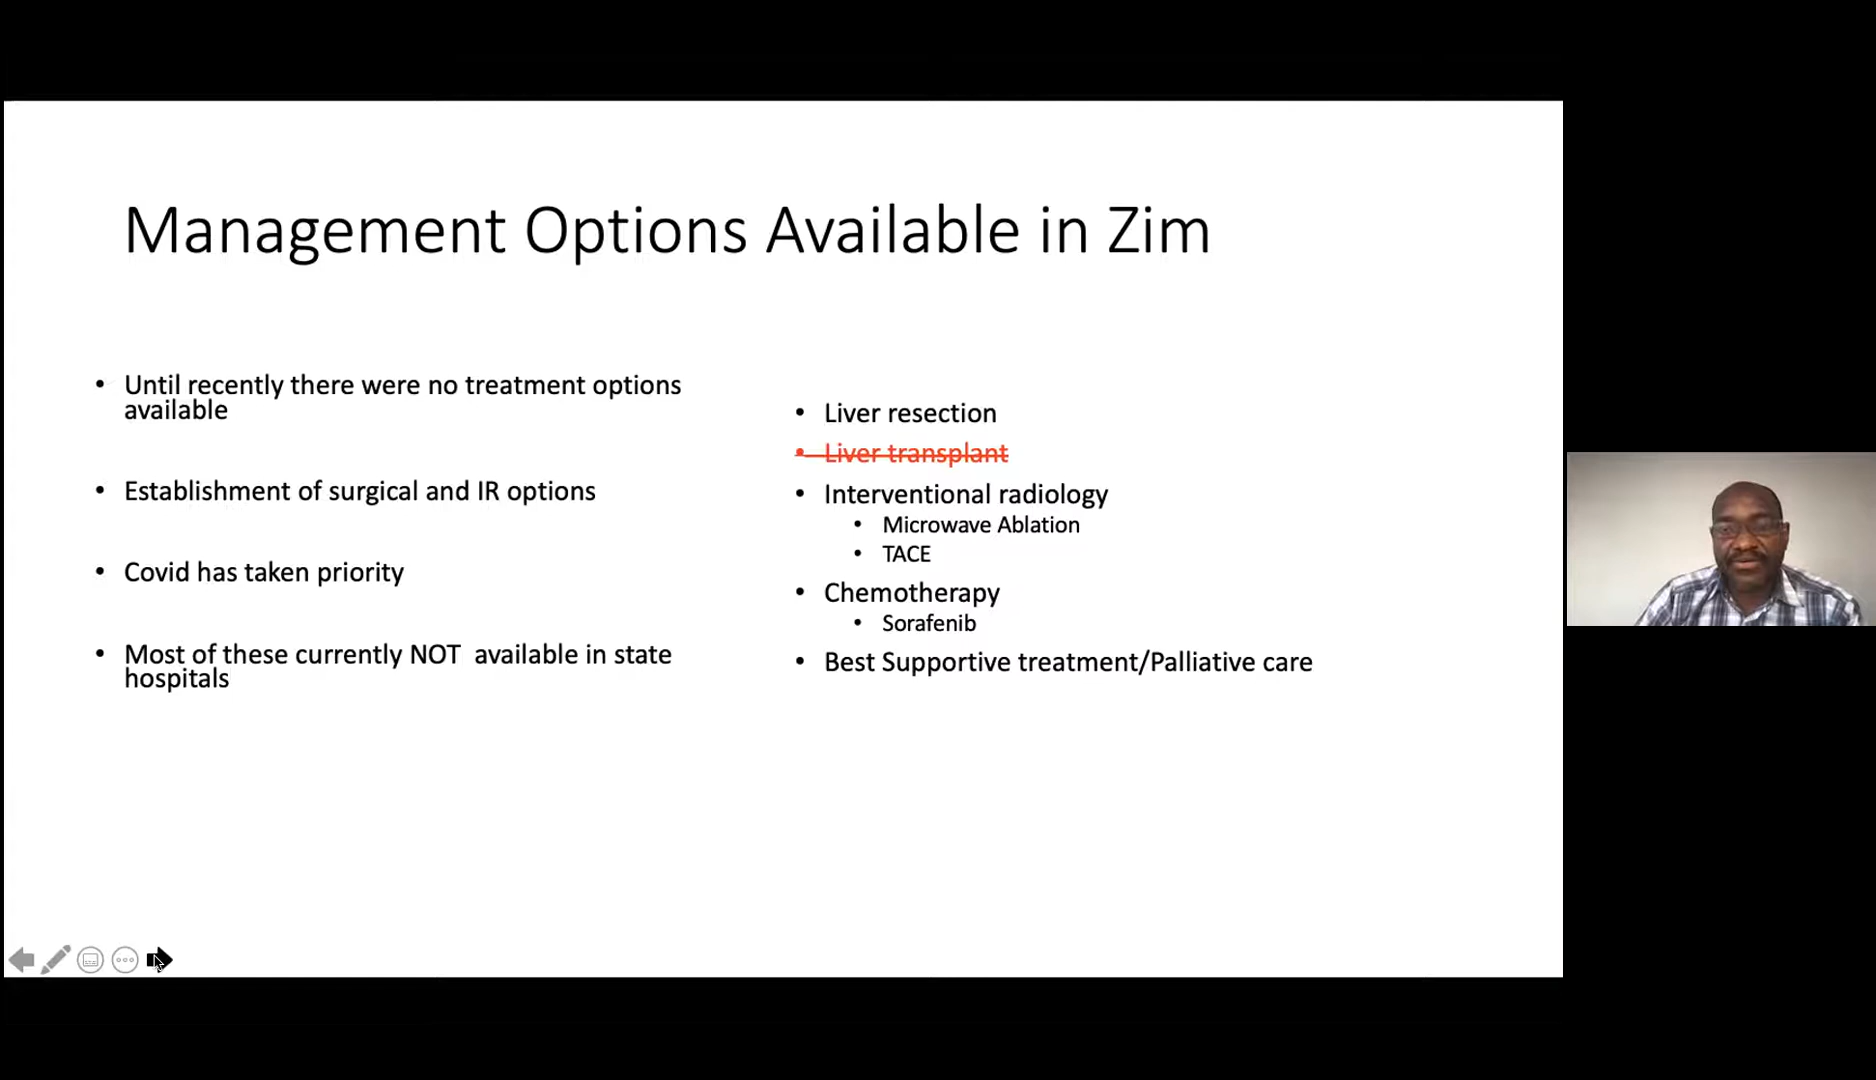 Management Options Available in Zim
• Until recently there were no treatment options
available
• Establishment of surgical and IR options
• Covid has taken priority
• Most of these currently NOT  available in state
hospitals
• Liver resection
• Liver transplant
• Interventional radiology
• Microwave Ablation
• TACE
• Chemotherapy
• Sorafenib
• Best Supportive treatment/Palliative care